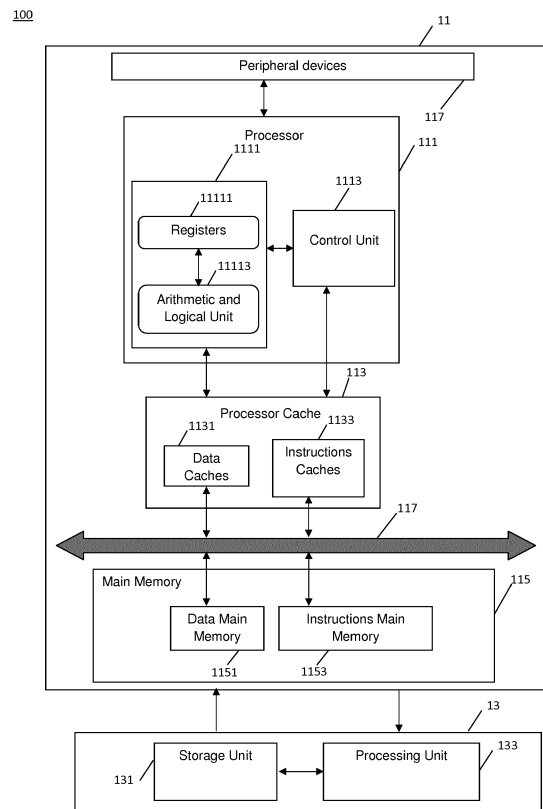 100
11
Peripheral devices
117
Processor
111
1111
1113
11111
Registers
Control Unit
11113
Arithmetic and
Logical Unit
113
Processor Cache
1131
1133
Data
Caches
Instructions
Caches
117
Main Memory
115
Data Main
Memory
Instructions Main
Memory
1151
1153
13
Storage Unit
Processing Unit
133
131